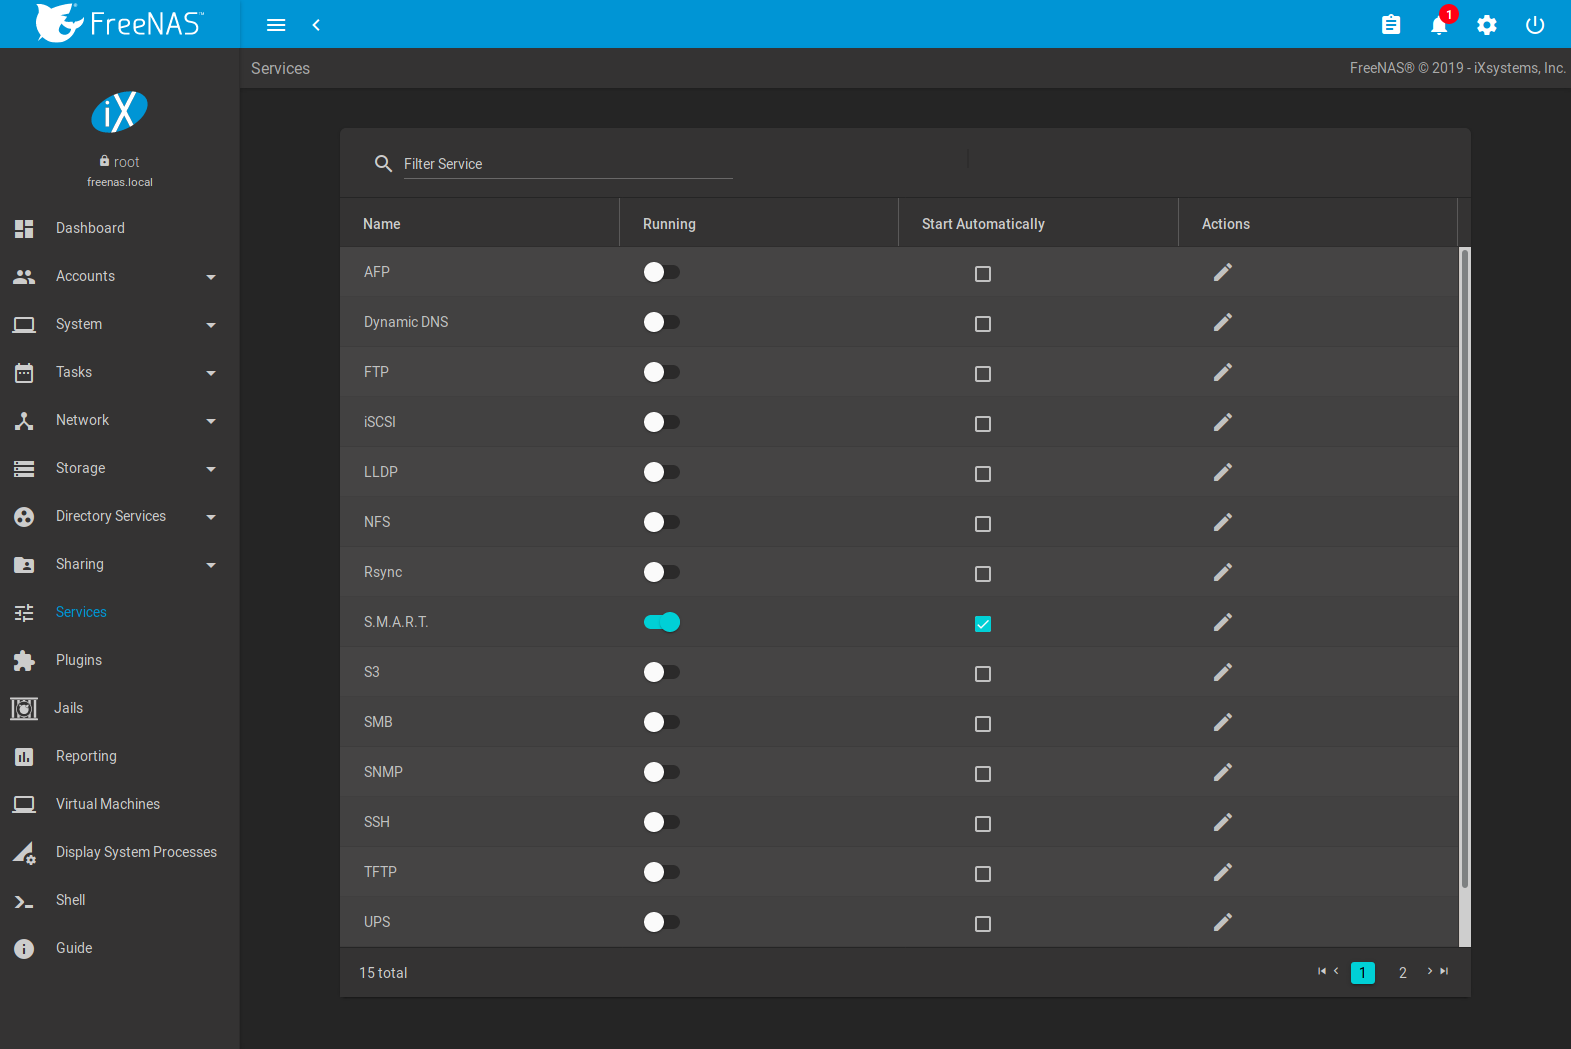 FreeNAS™
1
Services
FreeNAS® © 2019 - iXsystems, Inc.
iX
root
freenas.local
Dashboard
Accounts
System
Tasks
Network
Storage
Directory Services
Sharing
Services
Plugins
Jails
Reporting
Virtual Machines
Display System Processes
Shell
Guide
Filter Service
Name Running Start Automatically Actions
AFP
Dynamic DNS
FTP
iSCSI
LLDP
NFS
Rsync
S.M.A.R.T.
S3
SMB
SNMP
SSH
TFTP
UPS
15 total 1 2